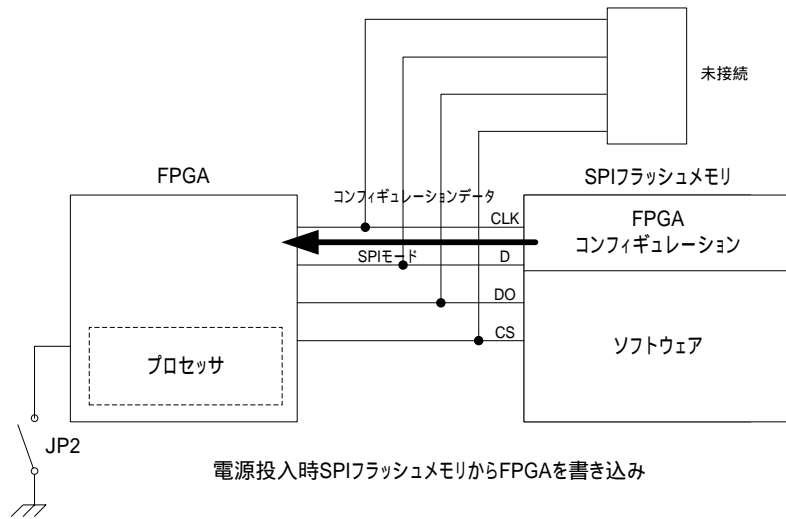 未接続
FPGA
SPIフラッシュメモリ
コンフィギュレーションデータ
CLK
FPGA
コンフィギュレーション
SPIモード
D
DO
CS
プロセッサ
ソフトウェア
JP2
電源投入時SPIフラッシュメモリからFPGAを書き込み